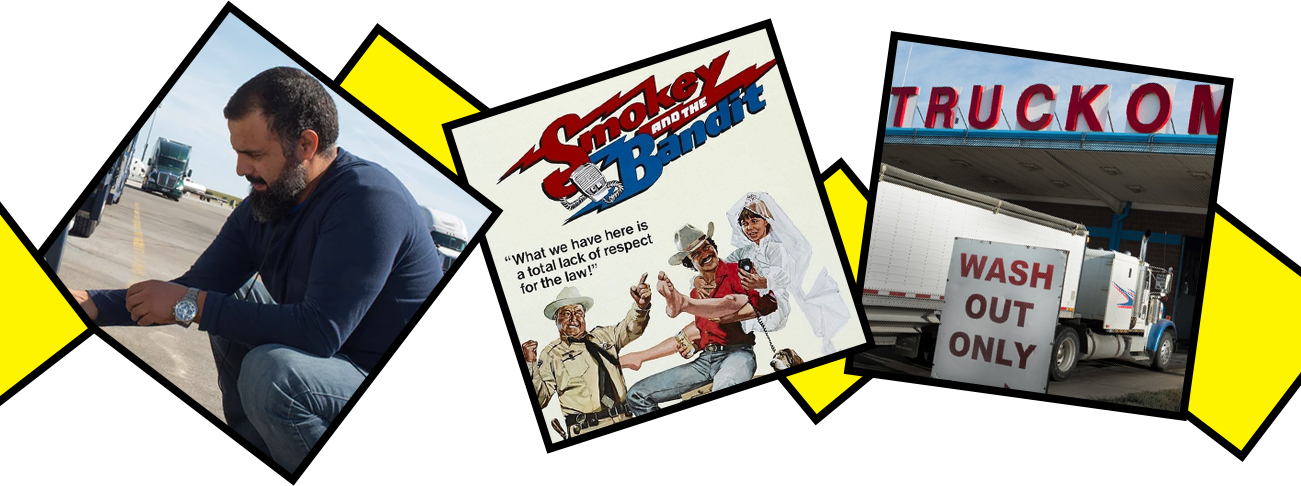 Smokey
AND THE
Bandit
“What we have here is
a total lack of respect
for the law!”
TRUCKOM
WASH
OUT
ONLY